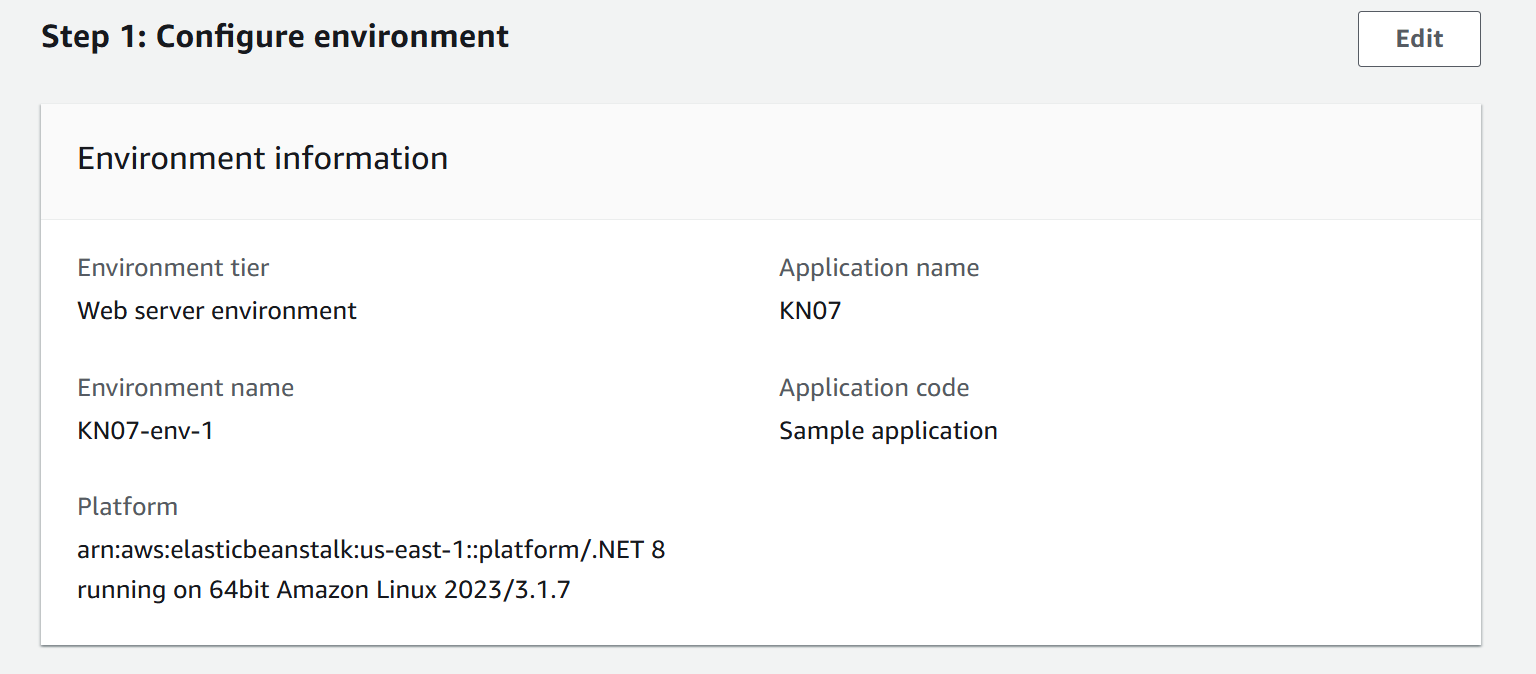 Step 1: Configure environment
Edit
Environment information
Environment tier
Web server environment
Application name
KN07
Environment name
KN07-env-1
Application code
Sample application
Platform
arn:aws:elasticbeanstalk:us-east-1::platform/.NET 8
running on 64bit Amazon Linux 2023/3.1.7